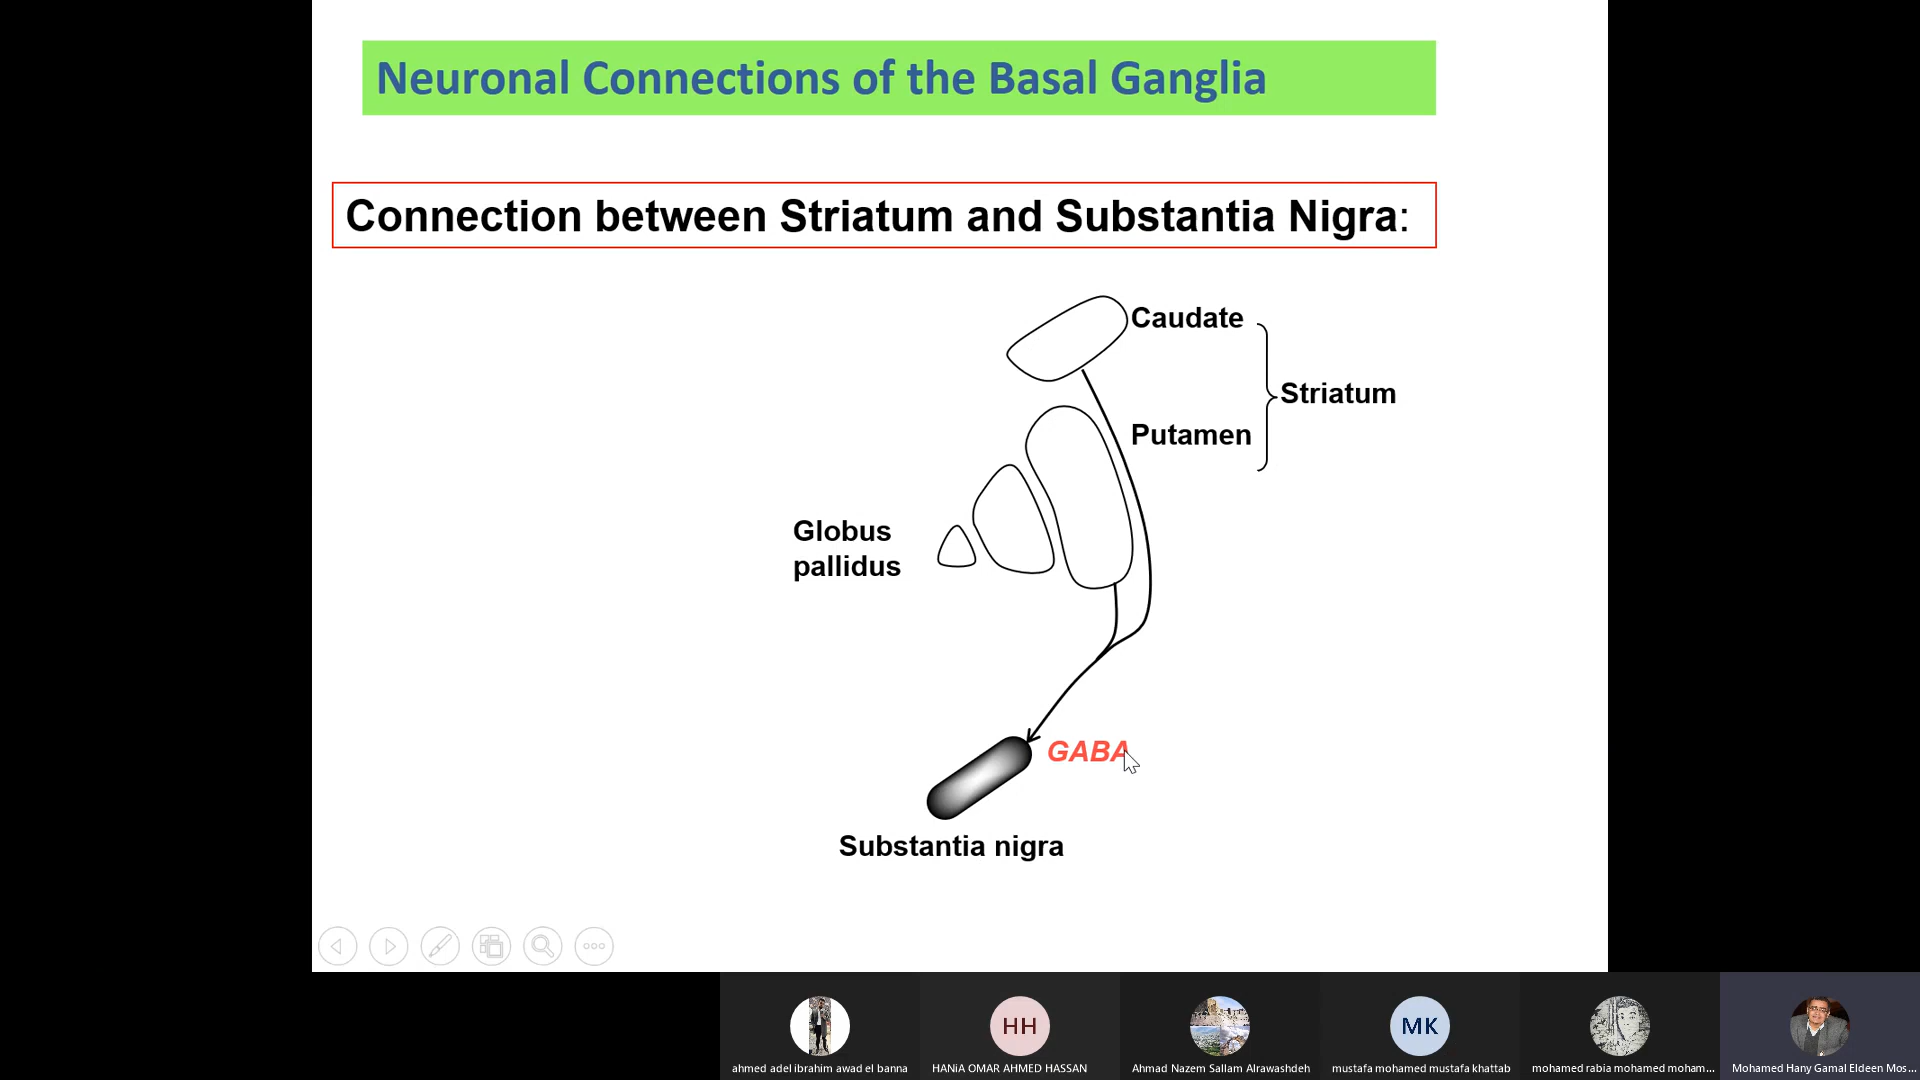 Neuronal Connections of the Basal Ganglia
Connection between Striatum and Substantia Nigra:
Caudate
Striatum
Putamen
Globus
pallidus
GABA
Substantia nigra
HH
MK
ahmed adel ibrahim awad el banna
HANiA OMAR AHMED HASSAN
Ahmad Nazem Sallam Alrawashdeh
mustafa mohamed mustafa khattab
mohamed rabia mohamed moham...
Mohamed Hany Gamal Eldeen Mos...